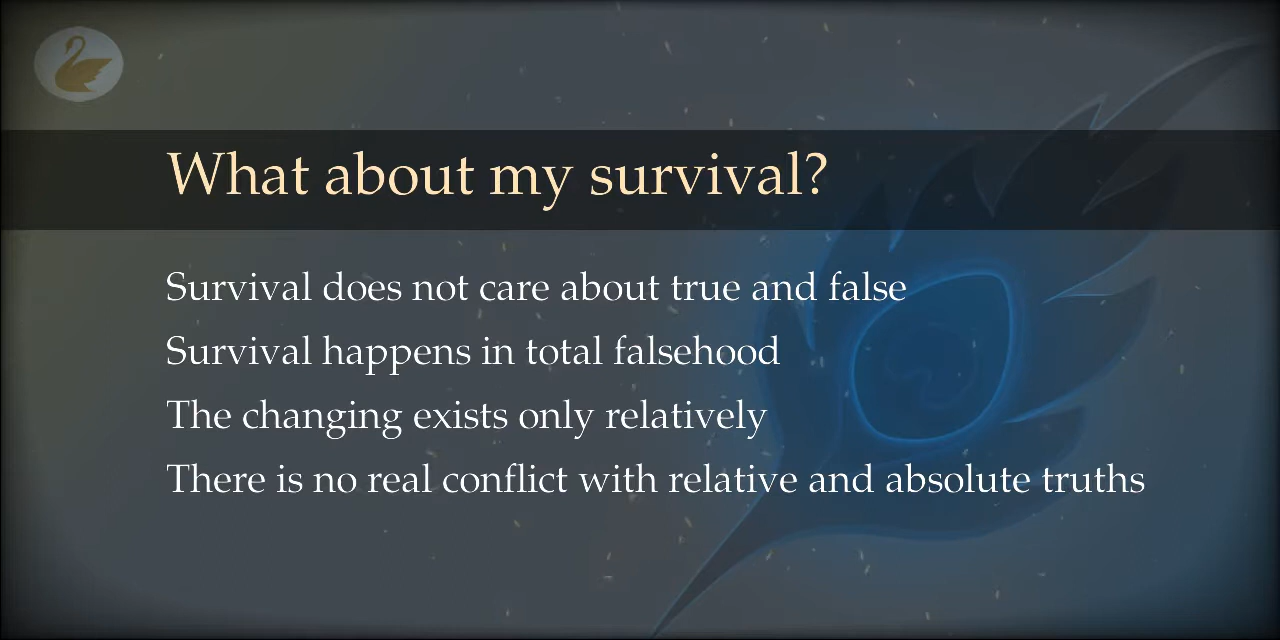 What about my survival?
Survival does not care about true and false
Survival happens in total falsehood
The changing exists only relatively
There is no real conflict with relative and absolute truths